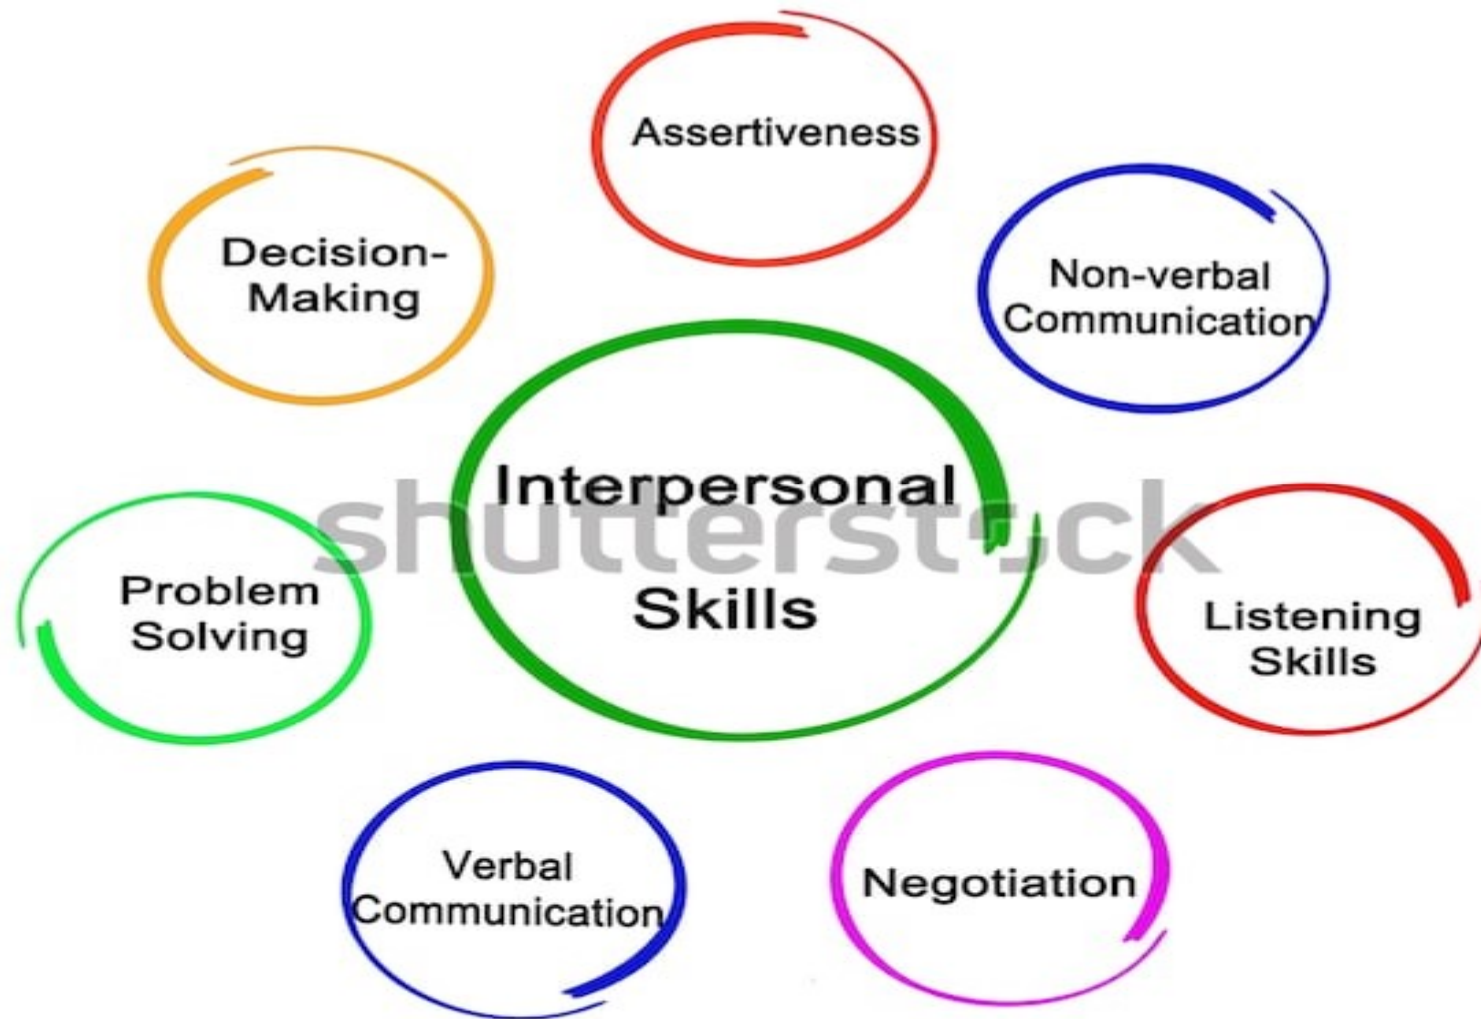 Assertiveness
Decision-
Making
Non-verbal
Communication
Interpersonal
Skills
shutterstock
Problem
Solving
Listening
Skills
Verbal
Communication
Negotiation